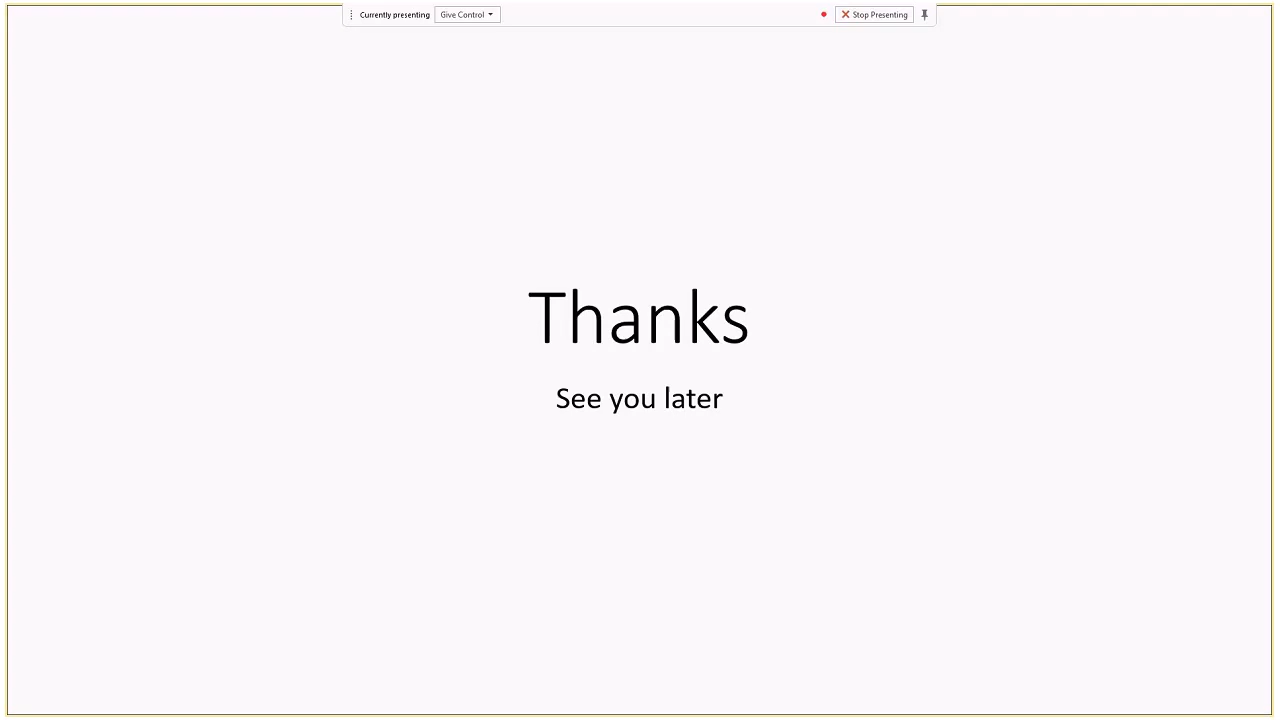 Currently presenting Give Control Stop Presenting
Thanks
See you later